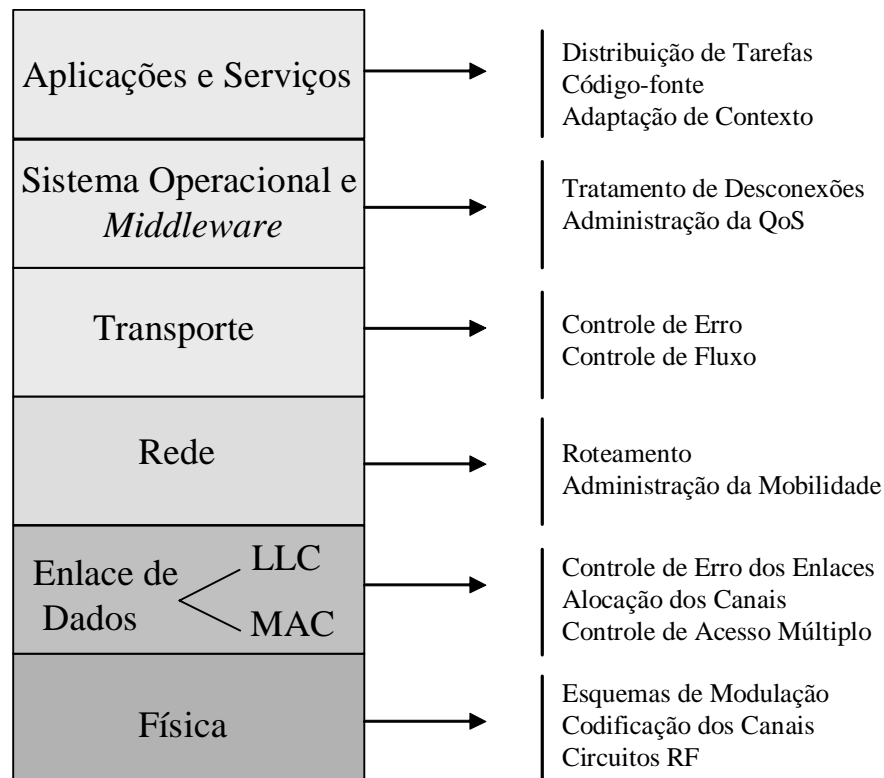 Aplicações e Serviços
Distribuição de Tarefas
Código-fonte
Adaptação de Contexto
Sistema Operacional e
Middleware
Tratamento de Desconexões
Administração da QoS
Transporte
Controle de Erro
Controle de Fluxo
Rede
Roteamento
Administração da Mobilidade
Enlace de
Dados
LLC
MAC
Controle de Erro dos Enlaces
Alocação dos Canais
Controle de Acesso Múltiplo
Física
Esquemas de Modulação
Codificação dos Canais
Circuitos RF